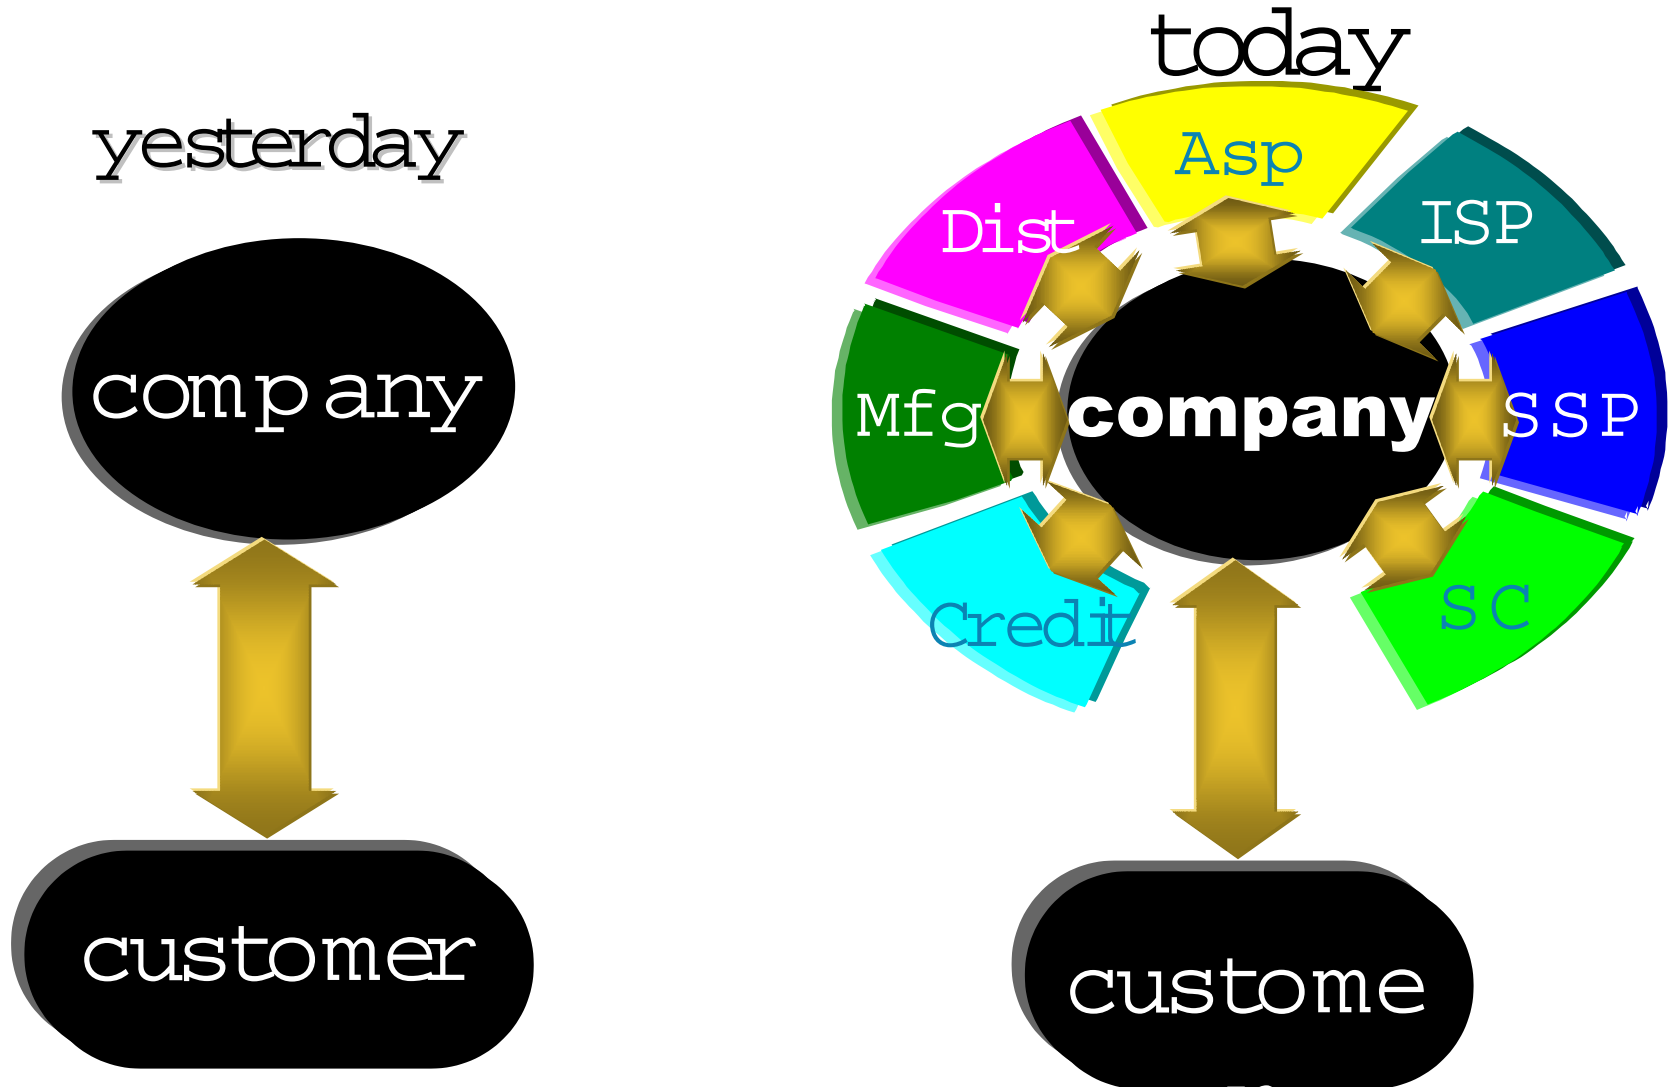 yesterday
company
customer
today
Asp
Dist
ISP
Mfg
company
SSP
Credit
SC
custome